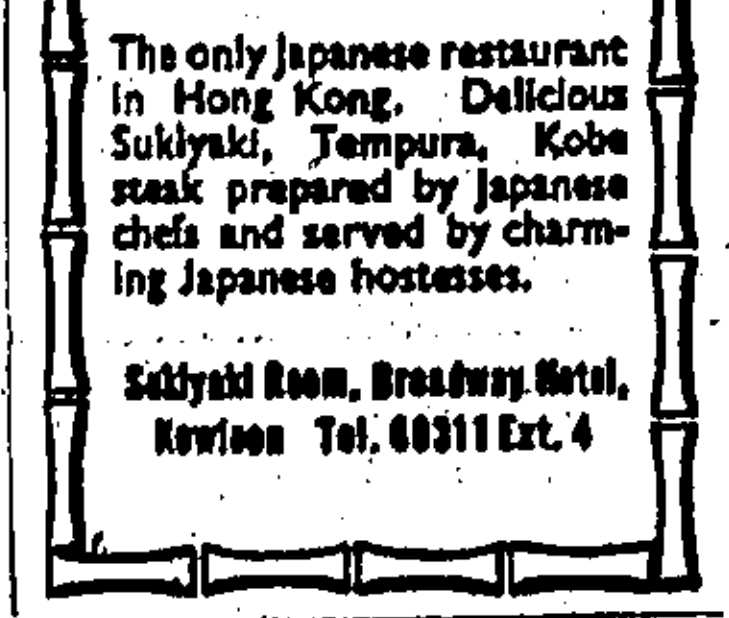 The only Japanese restaurant
in Hong Kong. Delicious
Sukiyaki, Tempura, Kobe
steak prepared by Japanese
chefs and served by charm-
ing Japanese hostesses.
Sukiyaki Room, Broadway Hotel,
Kowloon Tel. 60311 Ext. 4